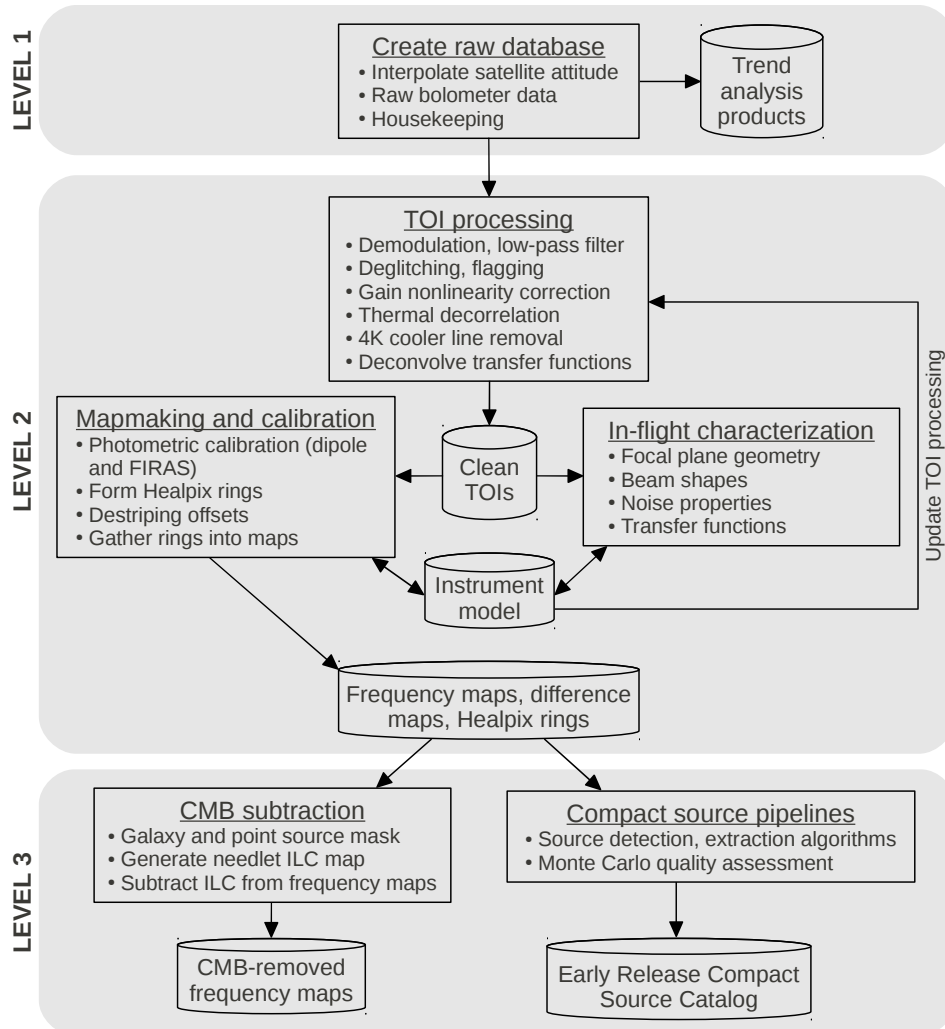 LEVEL 1
Create raw database
• Interpolate satellite attitude
• Raw bolometer data
• Housekeeping
Trend
analysis
products
LEVEL 2
TOI processing
• Demodulation, low-pass filter
• Deglitching, flagging
• Gain nonlinearity correction
• Thermal decorrelation
• 4K cooler line removal
• Deconvolve transfer functions
Update TOI processing
Mapmaking and calibration
• Photometric calibration (dipole
and FIRAS)
• Form Healpix rings
• Destriping offsets
• Gather rings into maps
Clean
TOIs
In-flight characterization
• Focal plane geometry
• Beam shapes
• Noise properties
• Transfer functions
Instrument
model
Frequency maps, difference
maps, Healpix rings
LEVEL 3
CMB subtraction
• Galaxy and point source mask
• Generate needlet ILC map
• Subtract ILC from frequency maps
Compact source pipelines
• Source detection, extraction algorithms
• Monte Carlo quality assessment
CMB-removed
frequency maps
Early Release Compact
Source Catalog